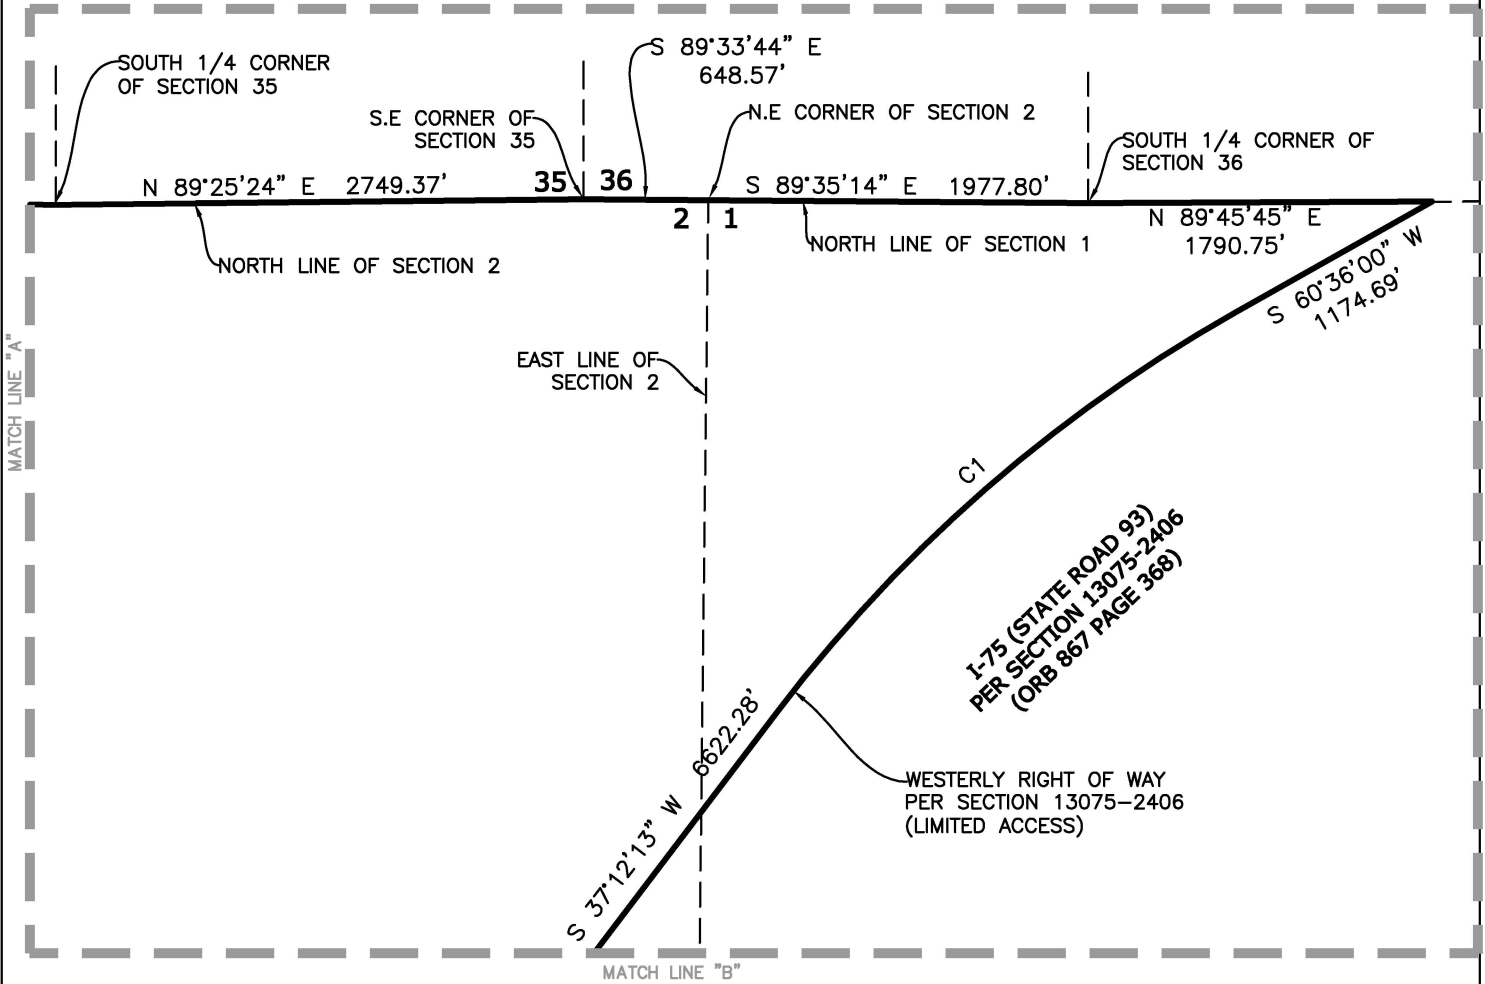 SOUTH 1/4 CORNER
OF SECTION 35
S 89°33'44" E
648.57'
S.E CORNER OF
SECTION 35
N.E CORNER OF SECTION 2
SOUTH 1/4 CORNER OF
SECTION 36
N 89°25'24" E 2749.37'
35 36
S 89°35'14" E 1977.80'
2 1
N 89°45'45" E
1790.75'
NORTH LINE OF SECTION 2
NORTH LINE OF SECTION 1
S 60°36'00" W
1174.69'
MATCH LINE "A"
EAST LINE OF
SECTION 2
C1
I-75 (STATE ROAD 93)
PER SECTION 13075-2406
(ORB 867 PAGE 368)
S 37°12'13" W 6622.28'
WESTERLY RIGHT OF WAY
PER SECTION 13075-2406
(LIMITED ACCESS)
MATCH LINE "B"